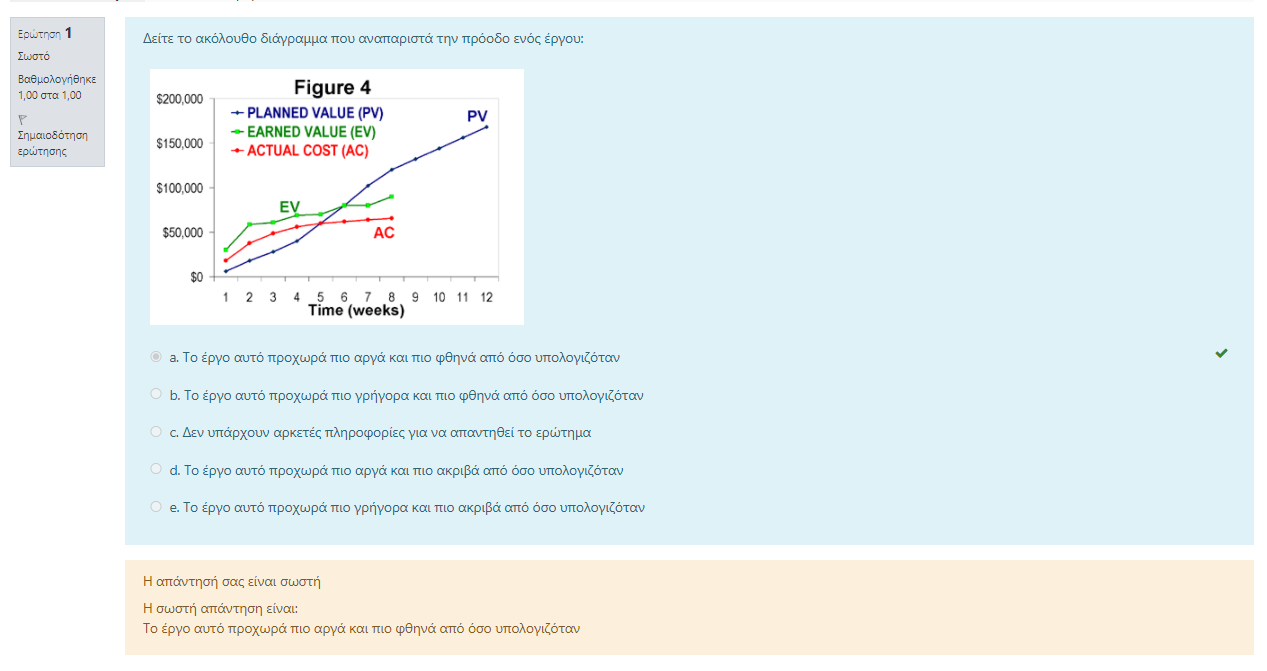 Ερώτηση 1
Σωστό
Βαθμολογήθηκε
1,00 στα 1,00
Σημαιοδότηση
ερώτησης
Δείτε το ακόλουθο διάγραμμα που αναπαριστά την πρόοδο ενός έργου:
Figure 4
$200,000
PLANNED VALUE (PV)
PV
EARNED VALUE (EV)
$150,000
ACTUAL COST (AC)
$100,000
EV
$50,000
AC
$0
1 2 3 4 5 6 7 8 9 10 11 12
Time (weeks)
a. Το έργο αυτό προχωρά πιο αργά και πιο φθηνά από όσο υπολογιζόταν
b. Το έργο αυτό προχωρά πιο γρήγορα και πιο φθηνά από όσο υπολογιζόταν
c. Δεν υπάρχουν αρκετές πληροφορίες για να απαντηθεί το ερώτημα
d. Το έργο αυτό προχωρά πιο αργά και πιο ακριβά από όσο υπολογιζόταν
e. Το έργο αυτό προχωρά πιο γρήγορα και πιο ακριβά από όσο υπολογιζόταν
Η απάντησή σας είναι σωστή
Η σωστή απάντηση είναι:
Το έργο αυτό προχωρά πιο αργά και πιο φθηνά από όσο υπολογιζόταν